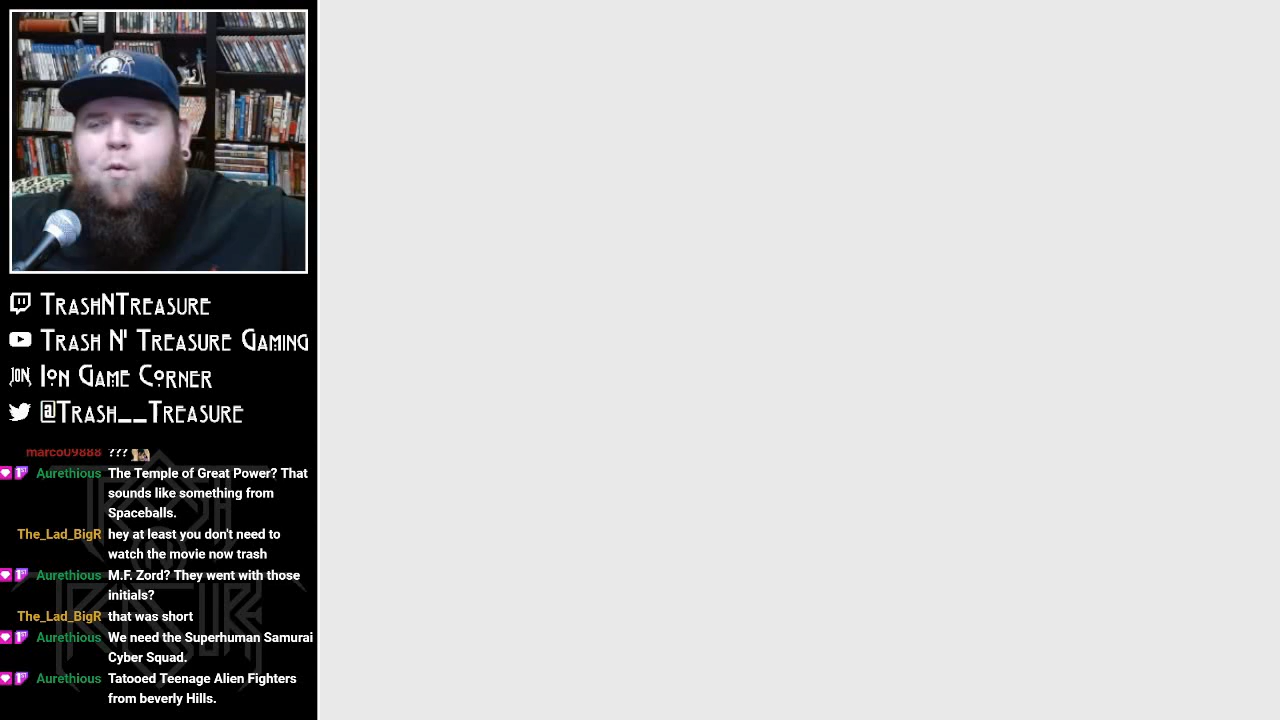 TrashNTreasure
Trash N' Treasure Gaming
Ion Game Corner
@Trash__Treasure
marco09888 ???
Aurethious The Temple of Great Power? That
sounds like something from
Spaceballs.
The_Lad_BigR hey at least you don't need to
watch the movie now trash
Aurethious M.F. Zord? They went with those
initials?
The_Lad_BigR that was short
Aurethious We need the Superhuman Samurai
Cyber Squad.
Aurethious Tatooed Teenage Alien Fighters
from beverly Hills.